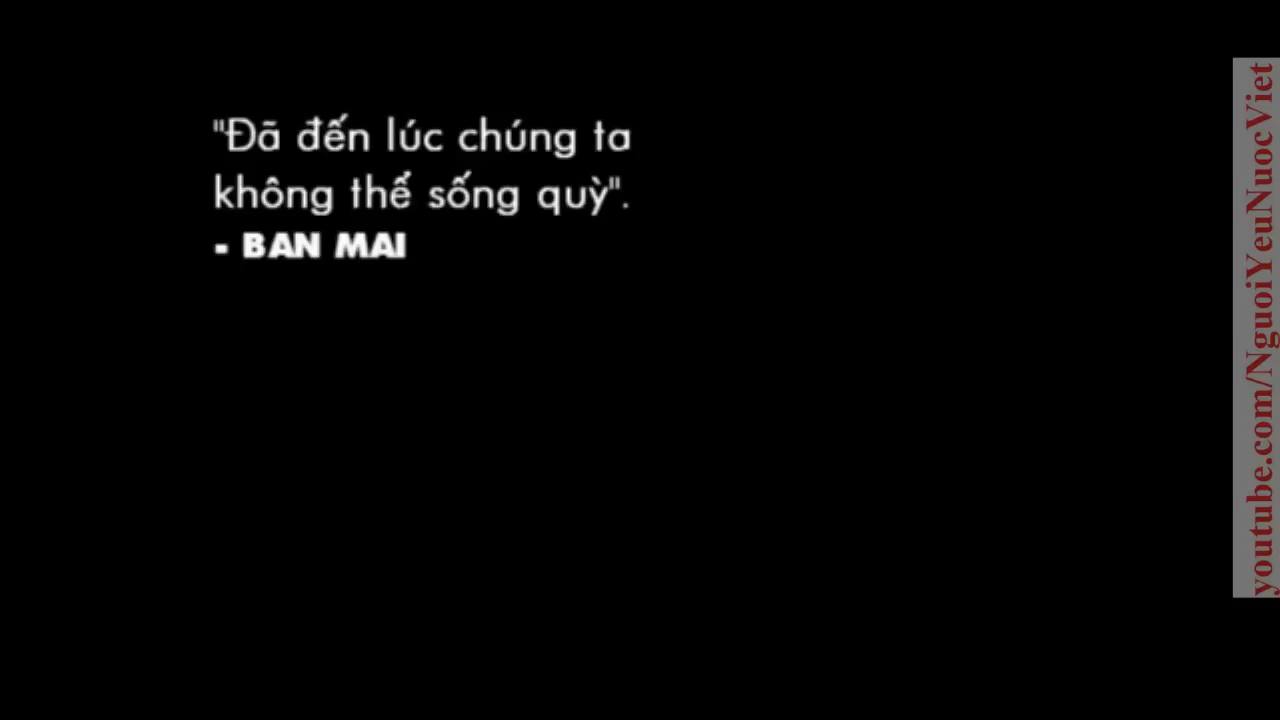 "Đã đến lúc chúng ta
không thể sống quỳ".
- BAN MAI
youtube.com/NguoiYeuNuocViet